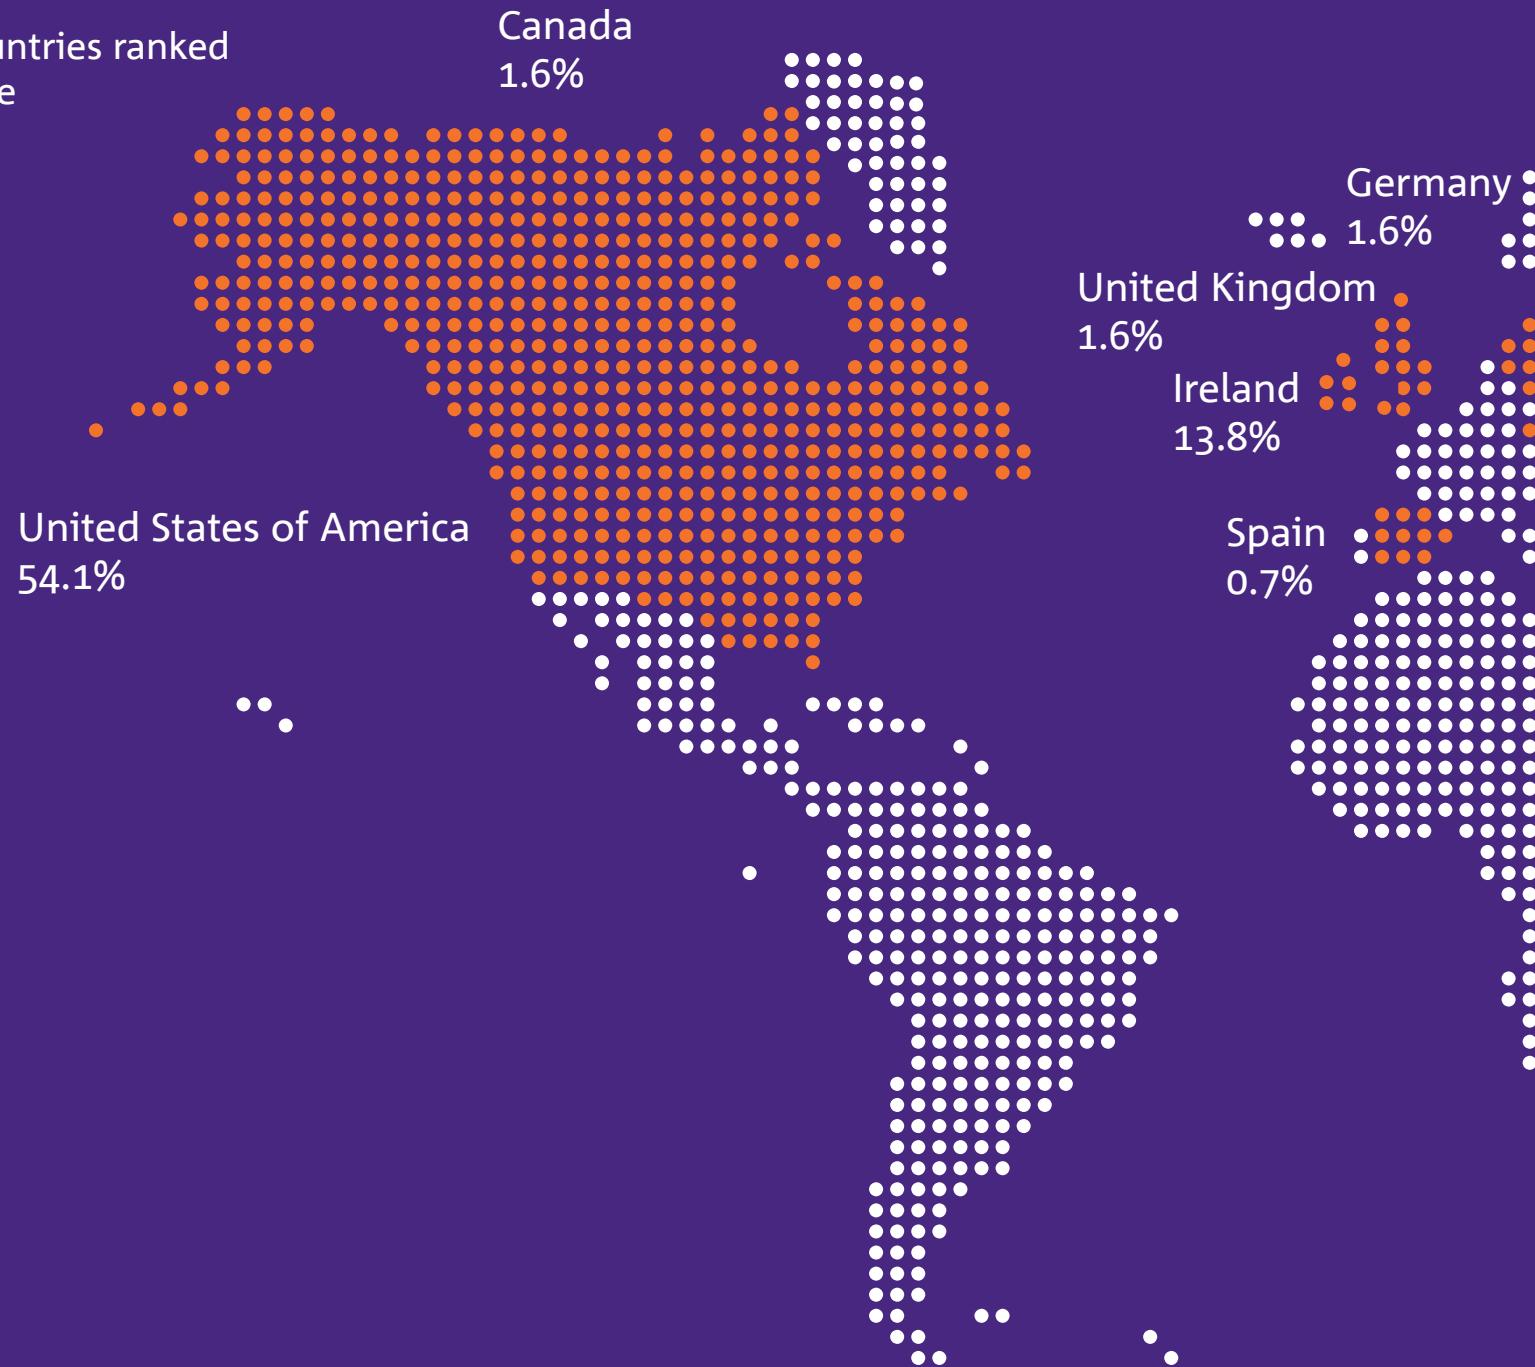 ntries ranked
e
Canada
1.6%
Germany
1.6%
United Kingdom
1.6%
Ireland
13.8%
United States of America
54.1%
Spain
0.7%